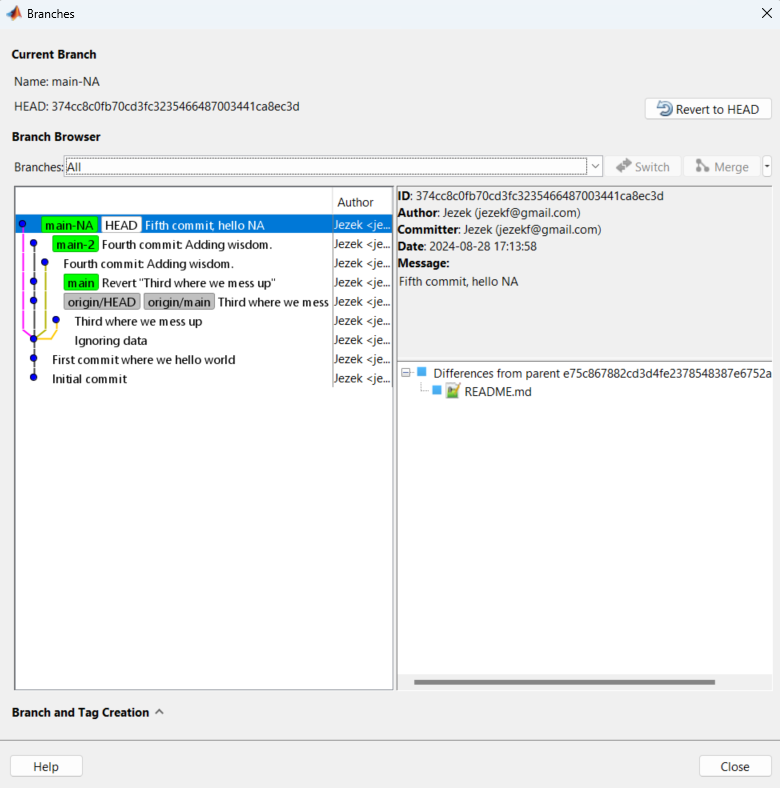 Branches
Current Branch
Name: main-NA
HEAD: 374cc8c0fb70cd3fc3235466487003441ca8ec3d
Revert to HEAD
Branch Browser
Branches: All
Switch
Merge
Author
main-NA HEAD Fifth commit, hello NA Jezek <je...
main-2 Fourth commit: Adding wisdom. Jezek <je...
Fourth commit: Adding wisdom. Jezek <je...
main Revert "Third where we mess up" Jezek <je...
origin/HEAD origin/main Third where we mess Jezek <je...
Third where we mess up Jezek <je...
Ignoring data Jezek <je...
First commit where we hello world Jezek <je...
Initial commit Jezek <je...
ID: 374cc8c0fb70cd3fc3235466487003441ca8ec3d
Author: Jezek (jezekf@gmail.com)
Committer: Jezek (jezekf@gmail.com)
Date: 2024-08-28 17:13:58
Message:
Fifth commit, hello NA
Differences from parent e75c867882cd3d4fe2378548387e6752a
README.md
Branch and Tag Creation
Help
Close